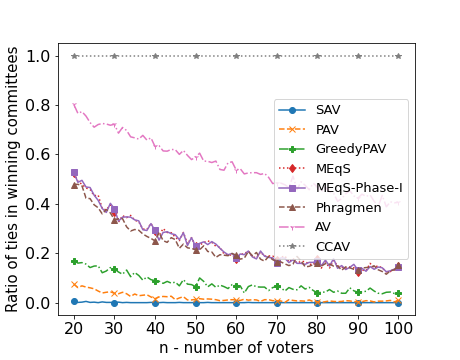 1.0
0.8
0.6
0.4
0.2
0.0
Ratio of ties in winning committees
SAV
PAV
GreedyPAV
MEqS
MEqS-Phase-I
Phragmen
AV
CCAV
20 30 40 50 60 70 80 90 100
n - number of voters